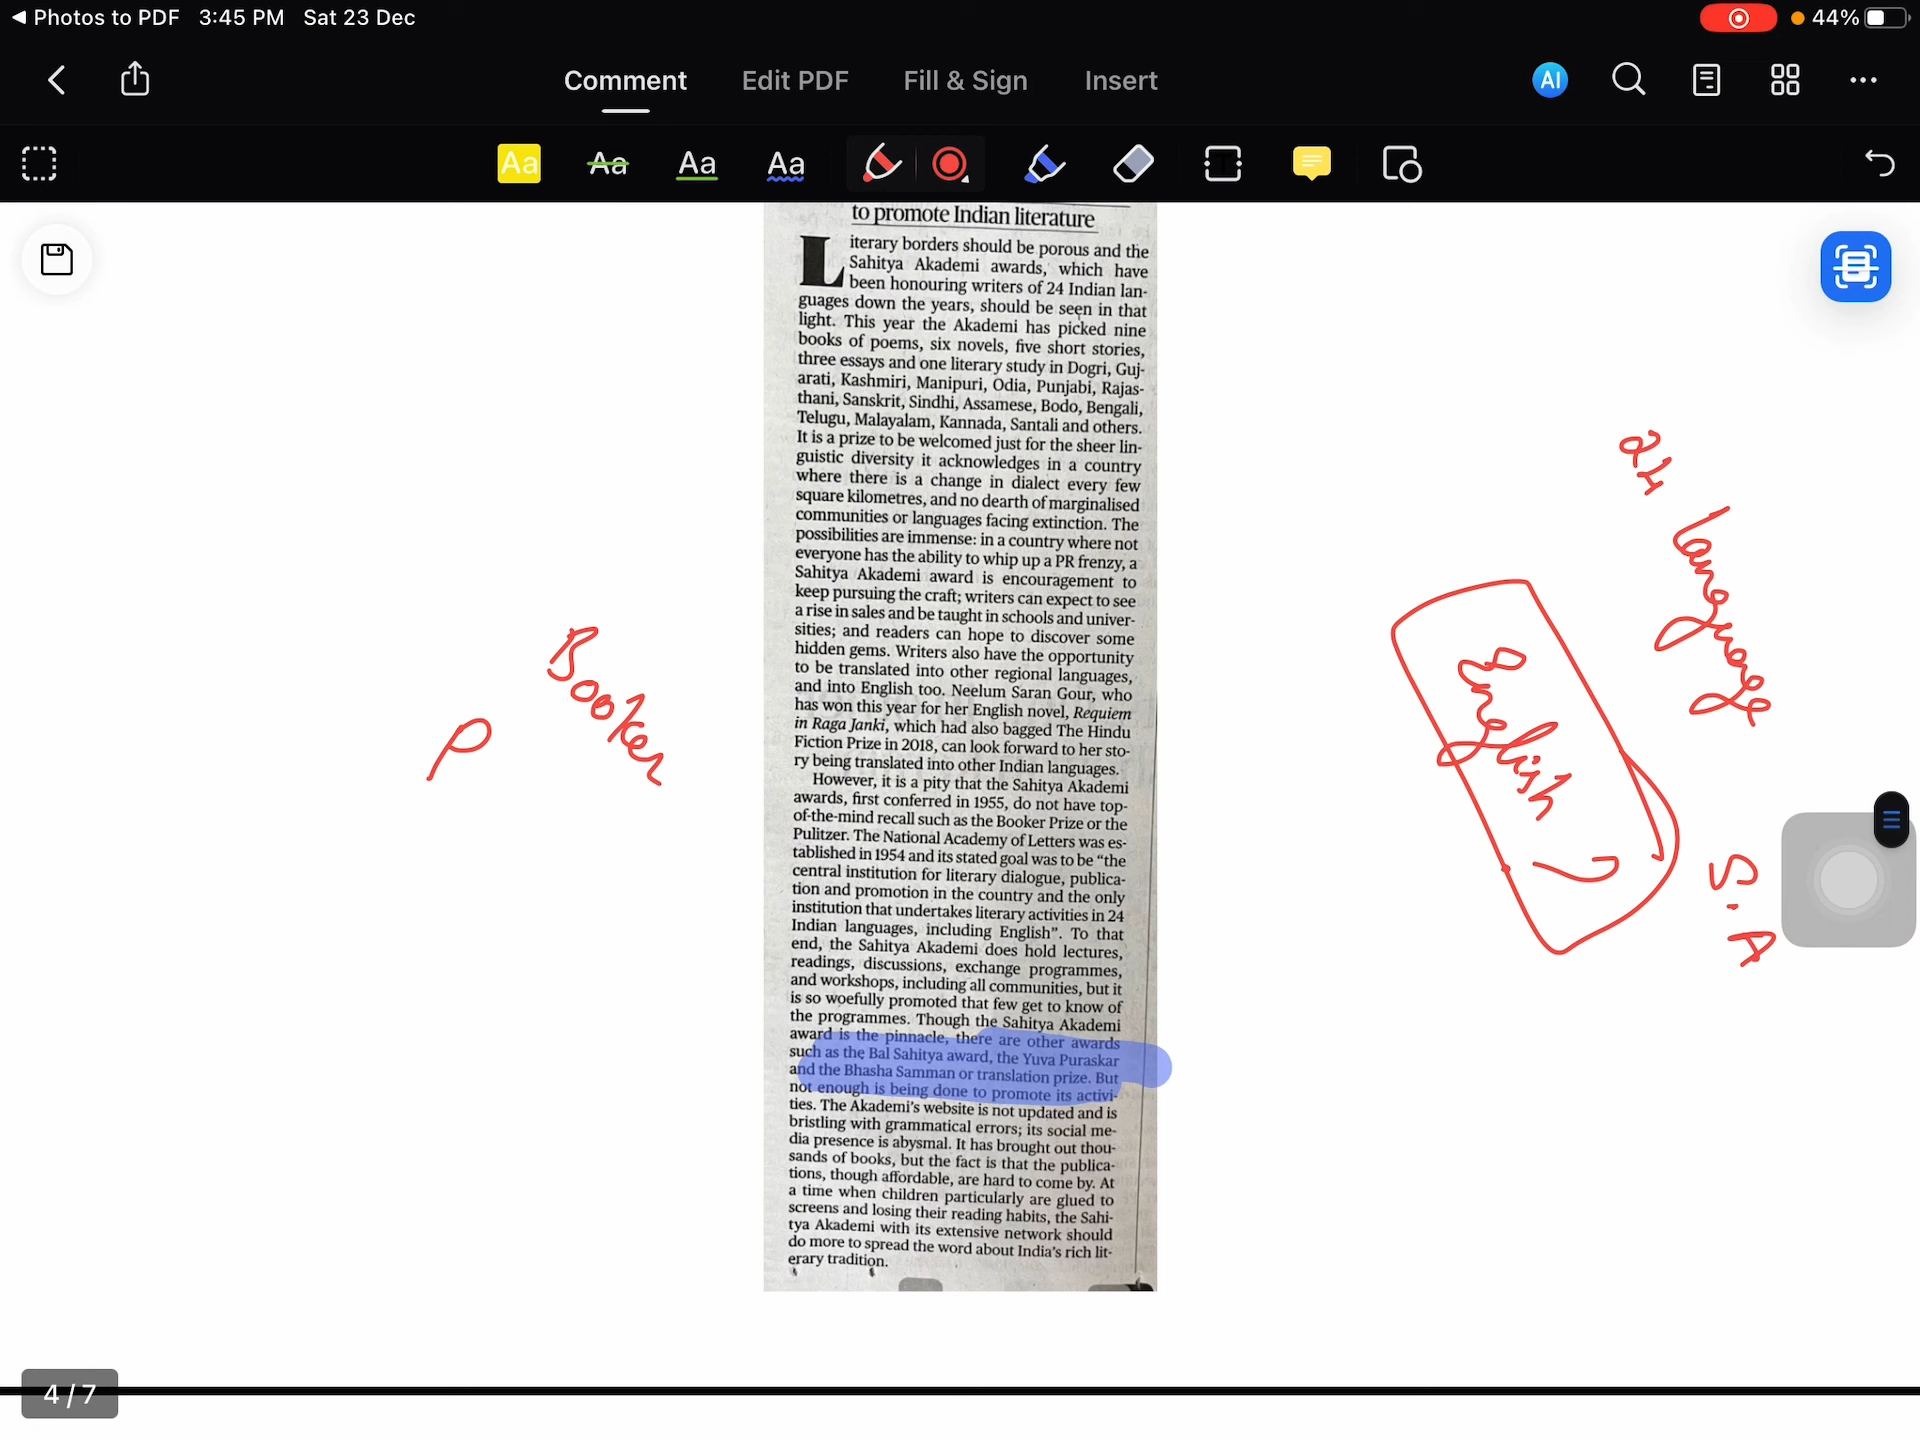 Photos to PDF 3:45 PM Sat 23 Dec 44%
Comment Edit PDF Fill & Sign Insert AI
Aa Aa Aa Aa T
to promote Indian literature
Literary borders should be porous and the
Sahitya Akademi awards, which have
been honouring writers of 24 Indian lan-
guages down the years, should be seen in that
light. This year the Akademi has picked nine
books of poems, six novels, five short stories,
three essays and one literary study in Dogri, Guj-
arati, Kashmiri, Manipuri, Odia, Punjabi, Rajas-
thani, Sanskrit, Sindhi, Assamese, Bodo, Bengali,
Telugu, Malayalam, Kannada, Santali and others.
It is a prize to be welcomed just for the sheer lin-
guistic diversity it acknowledges in a country
where there is a change in dialect every few
square kilometres, and no dearth of marginalised
communities or languages facing extinction. The
possibilities are immense: in a country where not
everyone has the ability to whip up a PR frenzy, a
Sahitya Akademi award is encouragement to
keep pursuing the craft; writers can expect to see
a rise in sales and be taught in schools and univer-
sities; and readers can hope to discover some
hidden gems. Writers also have the opportunity
to be translated into other regional languages,
and into English too. Neelum Saran Gour, who
has won this year for her English novel, Requiem
in Raga Janki, which had also bagged The Hindu
Fiction Prize in 2018, can look forward to her sto-
ry being translated into other Indian languages.
However, it is a pity that the Sahitya Akademi
awards, first conferred in 1955, do not have top-
of-the-mind recall such as the Booker Prize or the
Pulitzer. The National Academy of Letters was es-
tablished in 1954 and its stated goal was to be “the
central institution for literary dialogue, publica-
tion and promotion in the country and the only
institution that undertakes literary activities in 24
Indian languages, including English”. To that
end, the Sahitya Akademi does hold lectures,
readings, discussions, exchange programmes,
and workshops, including all communities, but it
is so woefully promoted that few get to know of
the programmes. Though the Sahitya Akademi
award is the pinnacle, there are other awards
such as the Bal Sahitya award, the Yuva Puraskar
and the Bhasha Samman or translation prize. But
not enough is being done to promote its activi-
ties. The Akademi’s website is not updated and is
bristling with grammatical errors; its social me-
dia presence is abysmal. It has brought out thou-
sands of books, but the fact is that the publica-
tions, though affordable, are hard to come by. At
a time when children particularly are glued to
screens and losing their reading habits, the Sahi-
tya Akademi with its extensive network should
do more to spread the word about India’s rich lit-
erary tradition.
Booker
P
24 language
English
S.A
4 / 7